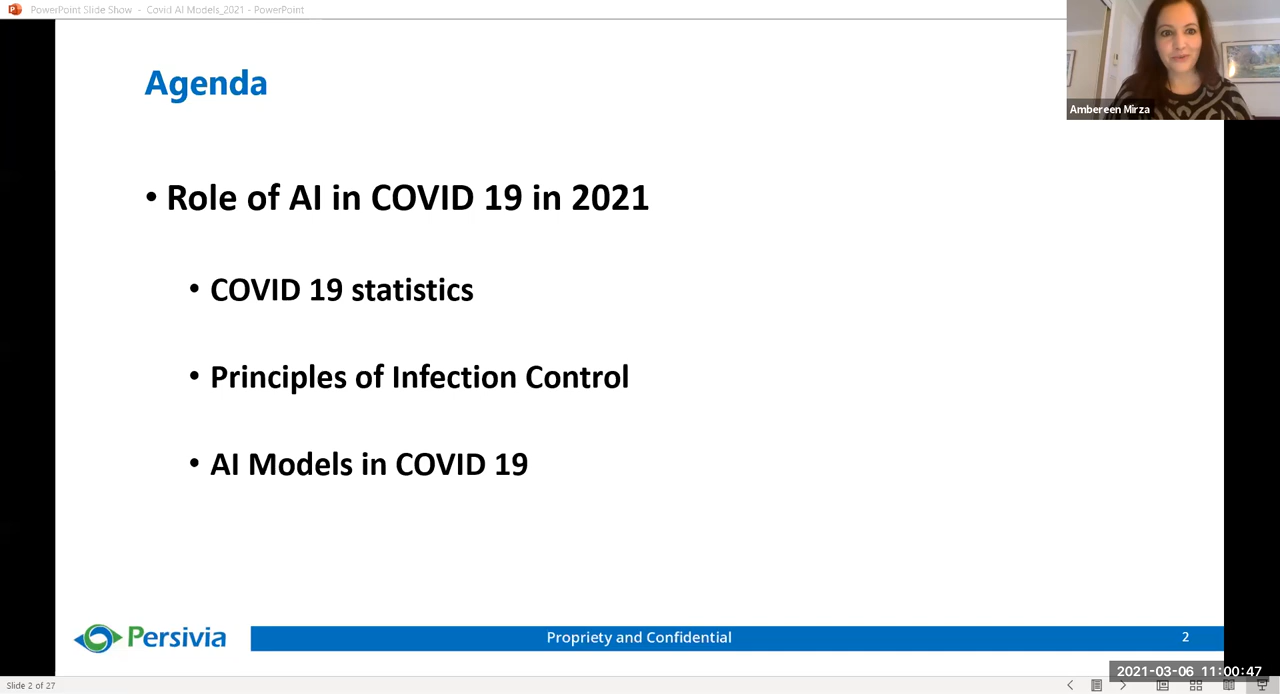 PowerPoint Slide Show - Covid AI Models_2021 - PowerPoint
Ambereen Mirza
Agenda
• Role of AI in COVID 19 in 2021
• COVID 19 statistics
• Principles of Infection Control
• AI Models in COVID 19
Persivia
Propriety and Confidential
2
2021-03-06 11:00:47
Slide 2 of 27